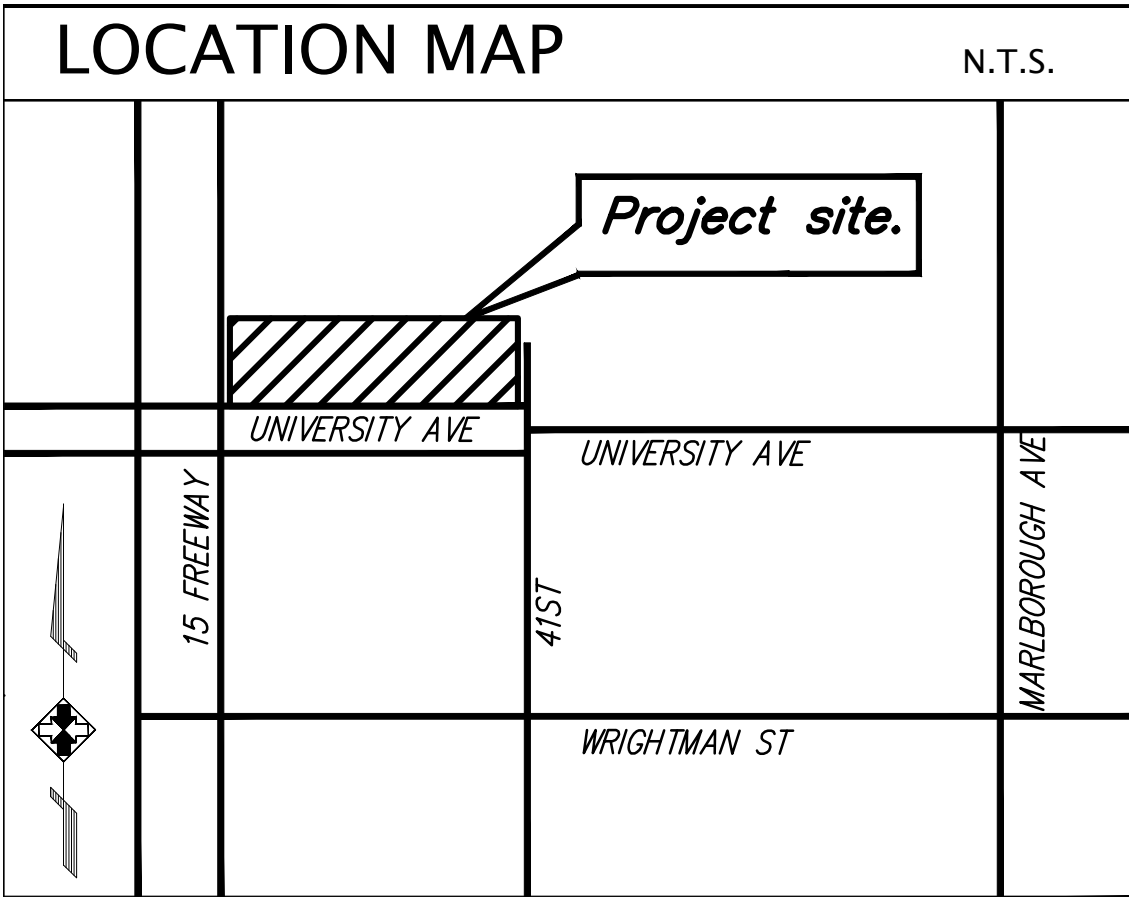 LOCATION MAP
N.T.S.
Project site.
UNIVERSITY AVE
UNIVERSITY AVE
15 FREEWAY
41ST
MARLBOROUGH AVE
WRIGHTMAN ST